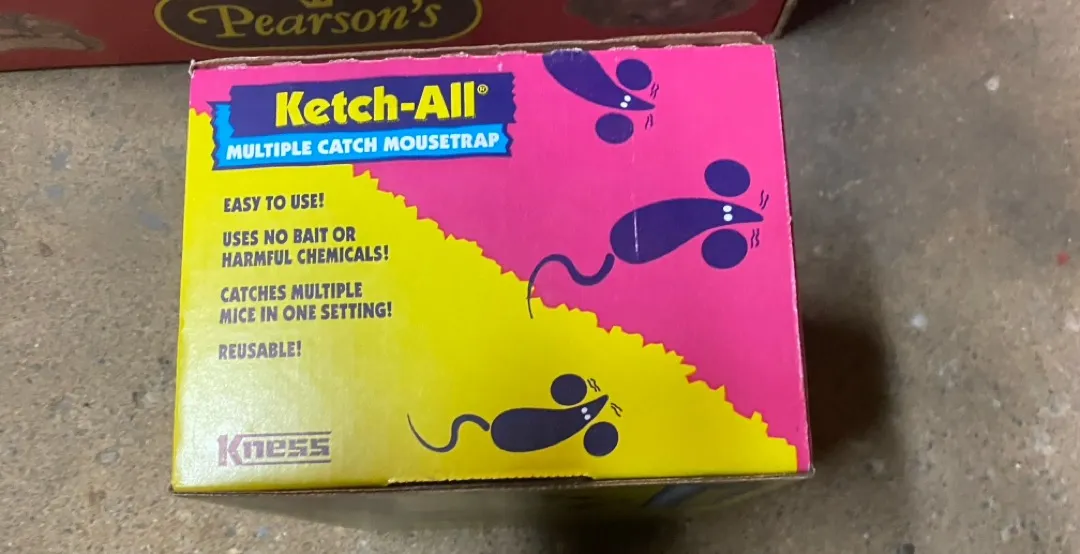 Pearson's
Ketch-All®
MULTIPLE CATCH MOUSETRAP
EASY TO USE!
USES NO BAIT OR
HARMFUL CHEMICALS!
CATCHES MULTIPLE
MICE IN ONE SETTING!
REUSABLE!
Kness